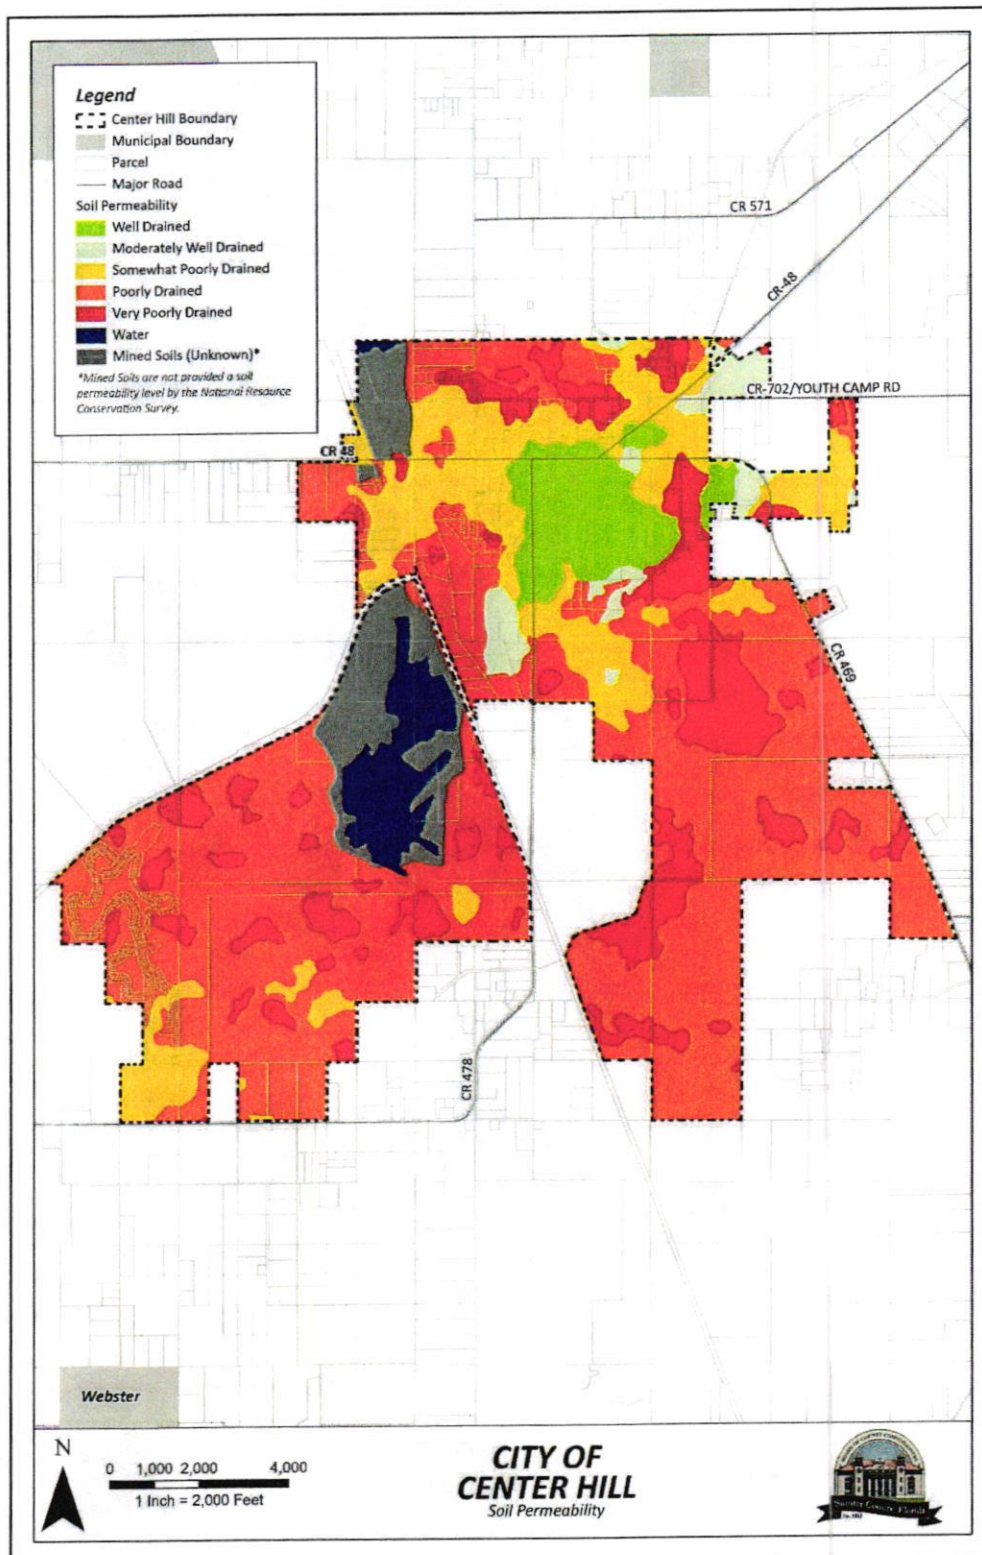 Legend
Center Hill Boundary
Municipal Boundary
Parcel
Major Road
Soil Permeability
Well Drained
Moderately Well Drained
Somewhat Poorly Drained
Poorly Drained
Very Poorly Drained
Water
Mined Soils (Unknown)*
*Mined Soils are not provided a soil
permeability level by the National Resource
Conservation Survey.
CR 571
CR-48
CR-702/YOUTH CAMP RD
CR 48
CR 469
CR 478
Webster
N
0 1,000 2,000 4,000
1 Inch = 2,000 Feet
CITY OF
CENTER HILL
Soil Permeability
Sumter County, Florida